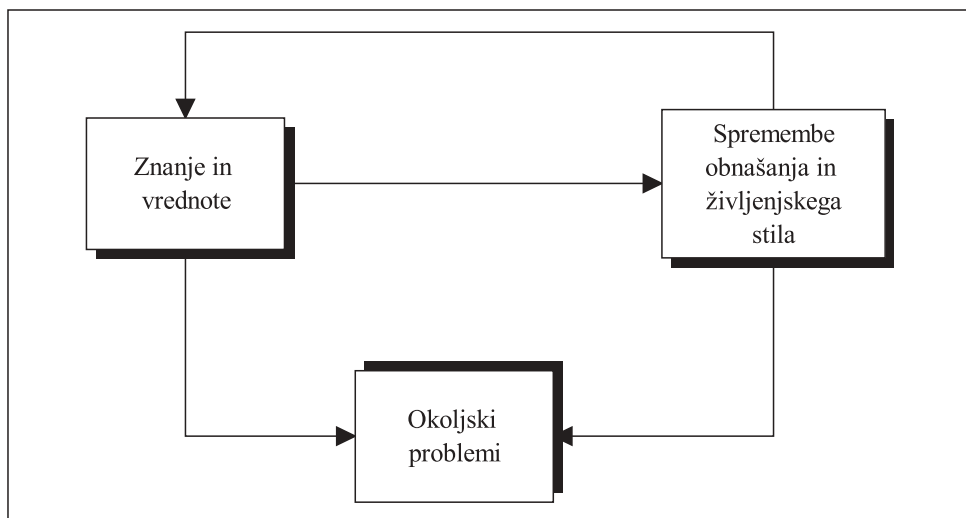 Znanje in
vrednote
Spremembe
obnašanja in
življenjskega
stila
Okoljski
problemi